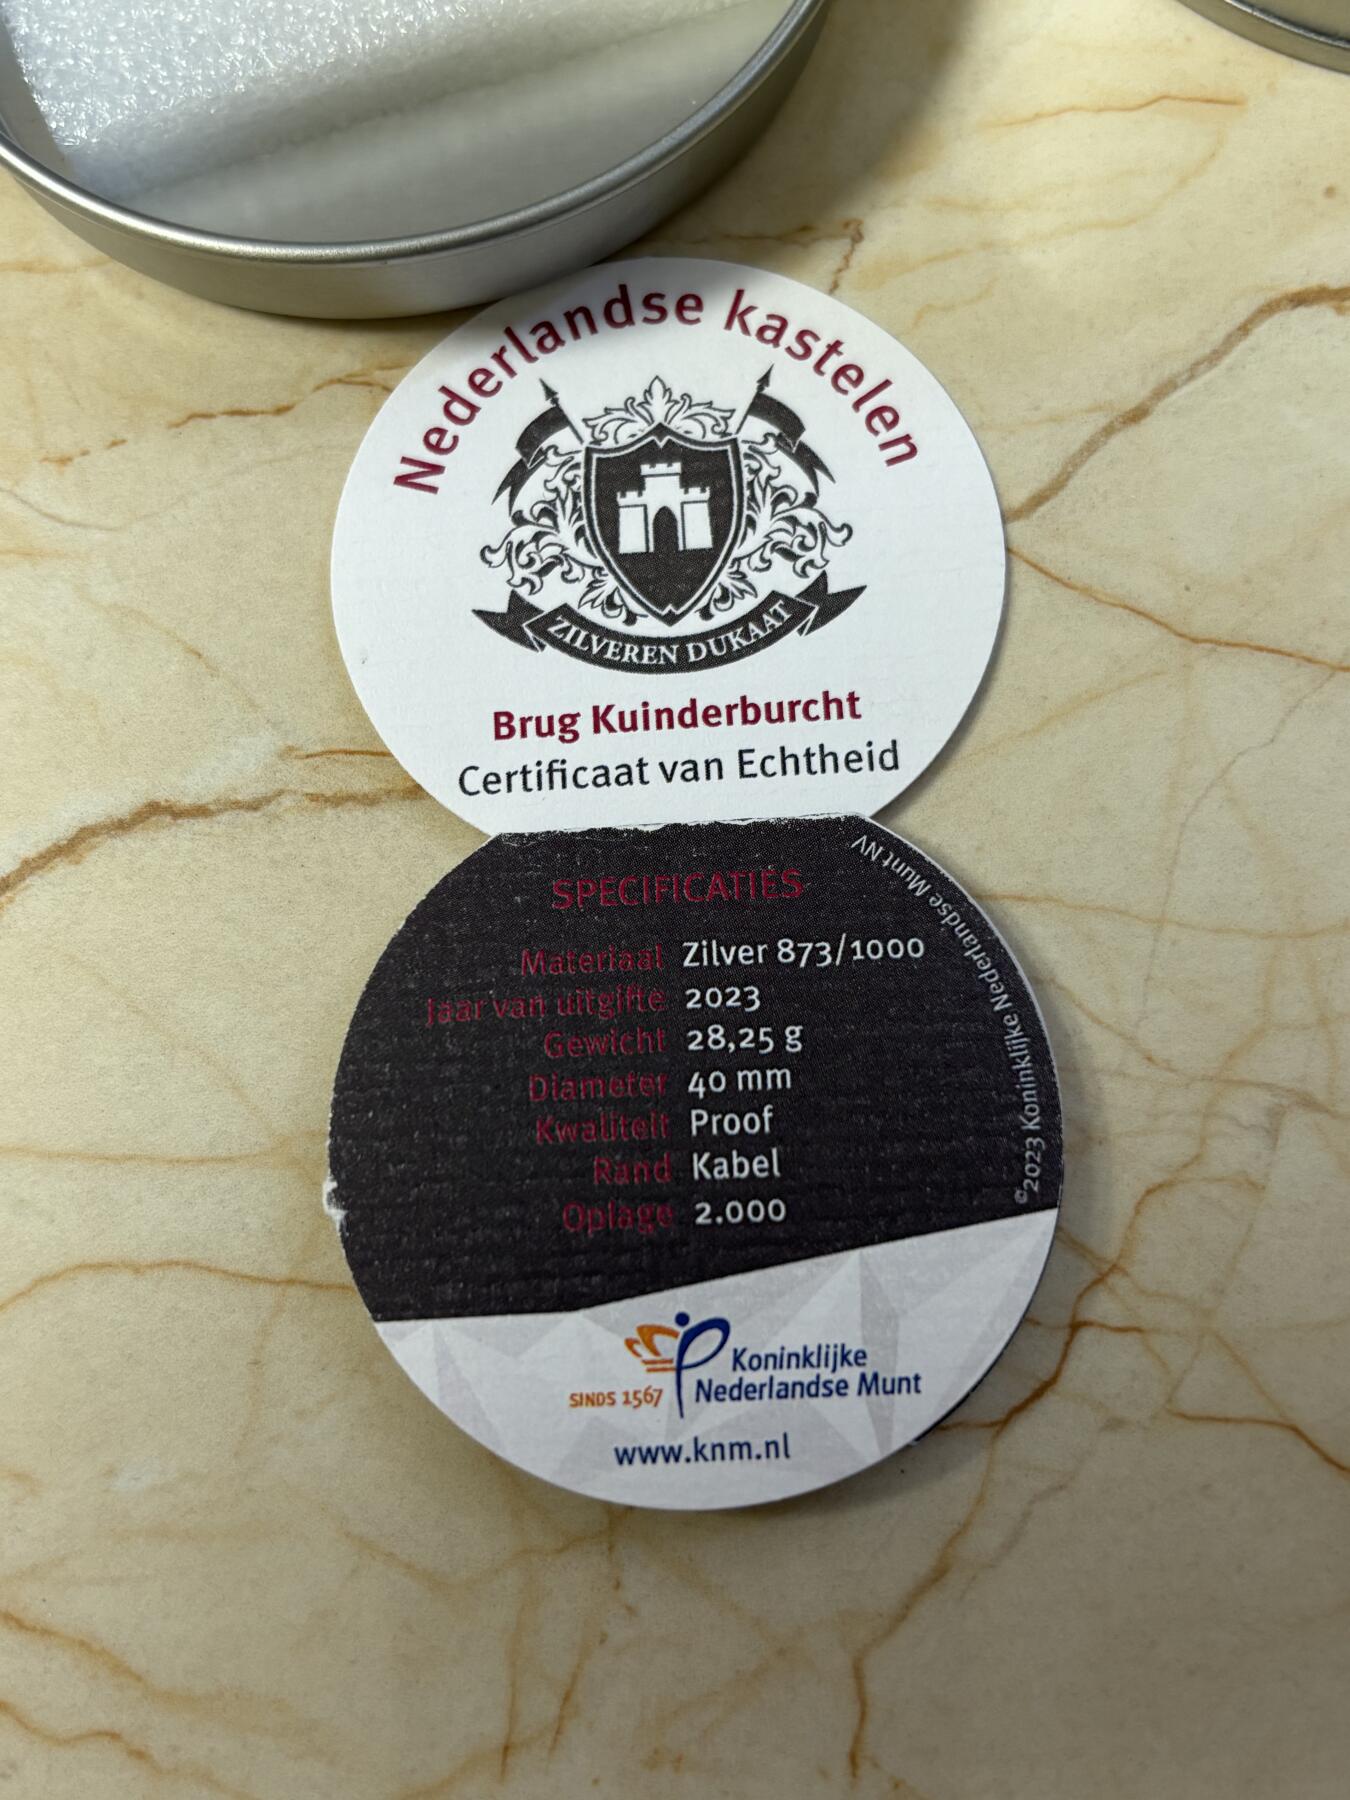 Nederlandse kastelen
ZILVEREN DUKAAT
Brug Kuinderburcht
Certificaat van Echtheid
SPECIFICATIES
Materiaal Zilver 873/1000
Jaar van uitgifte 2023
Gewicht 28,25 g
Diameter 40 mm
Kwaliteit Proof
Rand Kabel
Oplage 2.000
©2023 Koninklijke Nederlandse Munt NV
SINDS 1567
Koninklijke
Nederlandse Munt
www.knm.nl